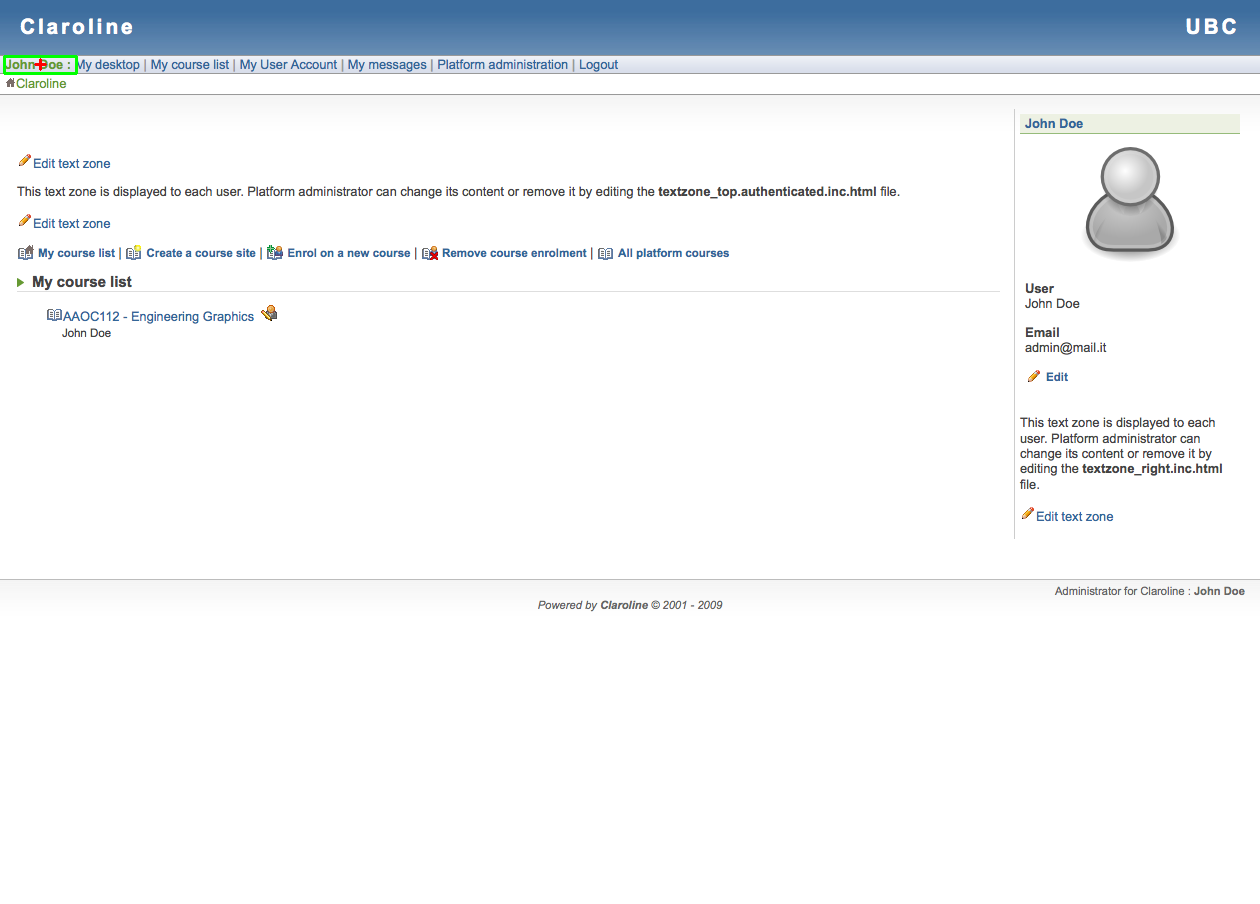 Claroline
UBC
John Doe : My desktop | My course list | My User Account | My messages | Platform administration | Logout
Claroline
Edit text zone
This text zone is displayed to each user. Platform administrator can change its content or remove it by editing the textzone_top.authenticated.inc.html file.
Edit text zone
My course list | Create a course site | Enrol on a new course | Remove course enrolment | All platform courses
My course list
AAOC112 - Engineering Graphics
John Doe
John Doe
User
John Doe
Email
admin@mail.it
Edit
This text zone is displayed to each
user. Platform administrator can
change its content or remove it by
editing the textzone_right.inc.html
file.
Edit text zone
Administrator for Claroline : John Doe
Powered by Claroline © 2001 - 2009